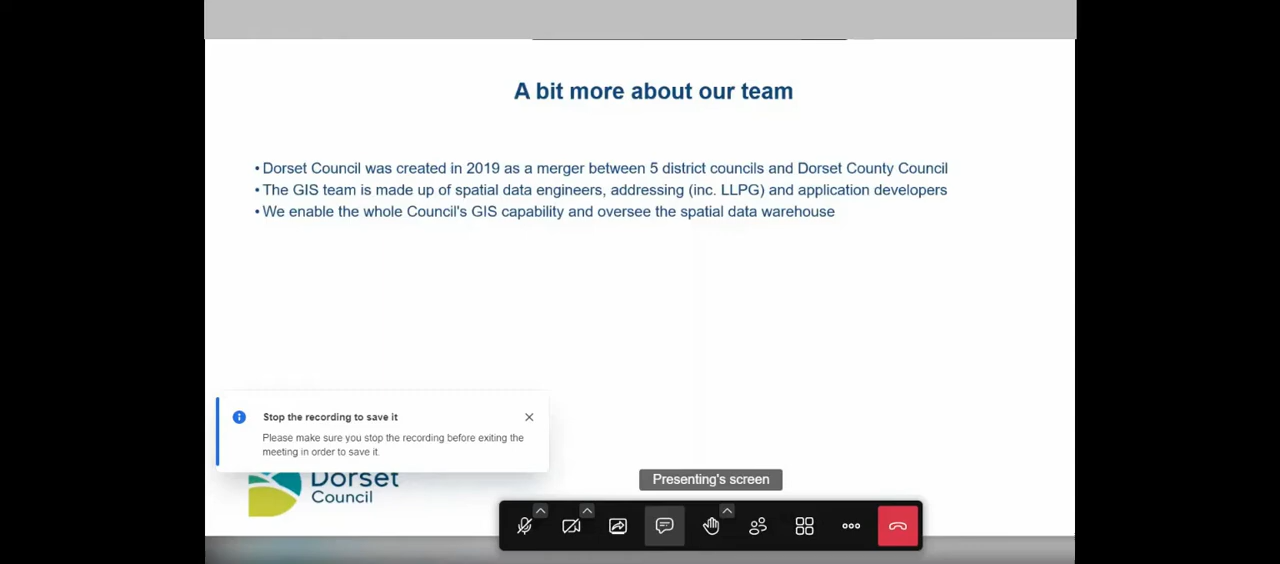 A bit more about our team
• Dorset Council was created in 2019 as a merger between 5 district councils and Dorset County Council
• The GIS team is made up of spatial data engineers, addressing (inc. LLPG) and application developers
• We enable the whole Council's GIS capability and oversee the spatial data warehouse
Stop the recording to save it
Please make sure you stop the recording before exiting the
meeting in order to save it.
Dorset
Council
Presenting's screen